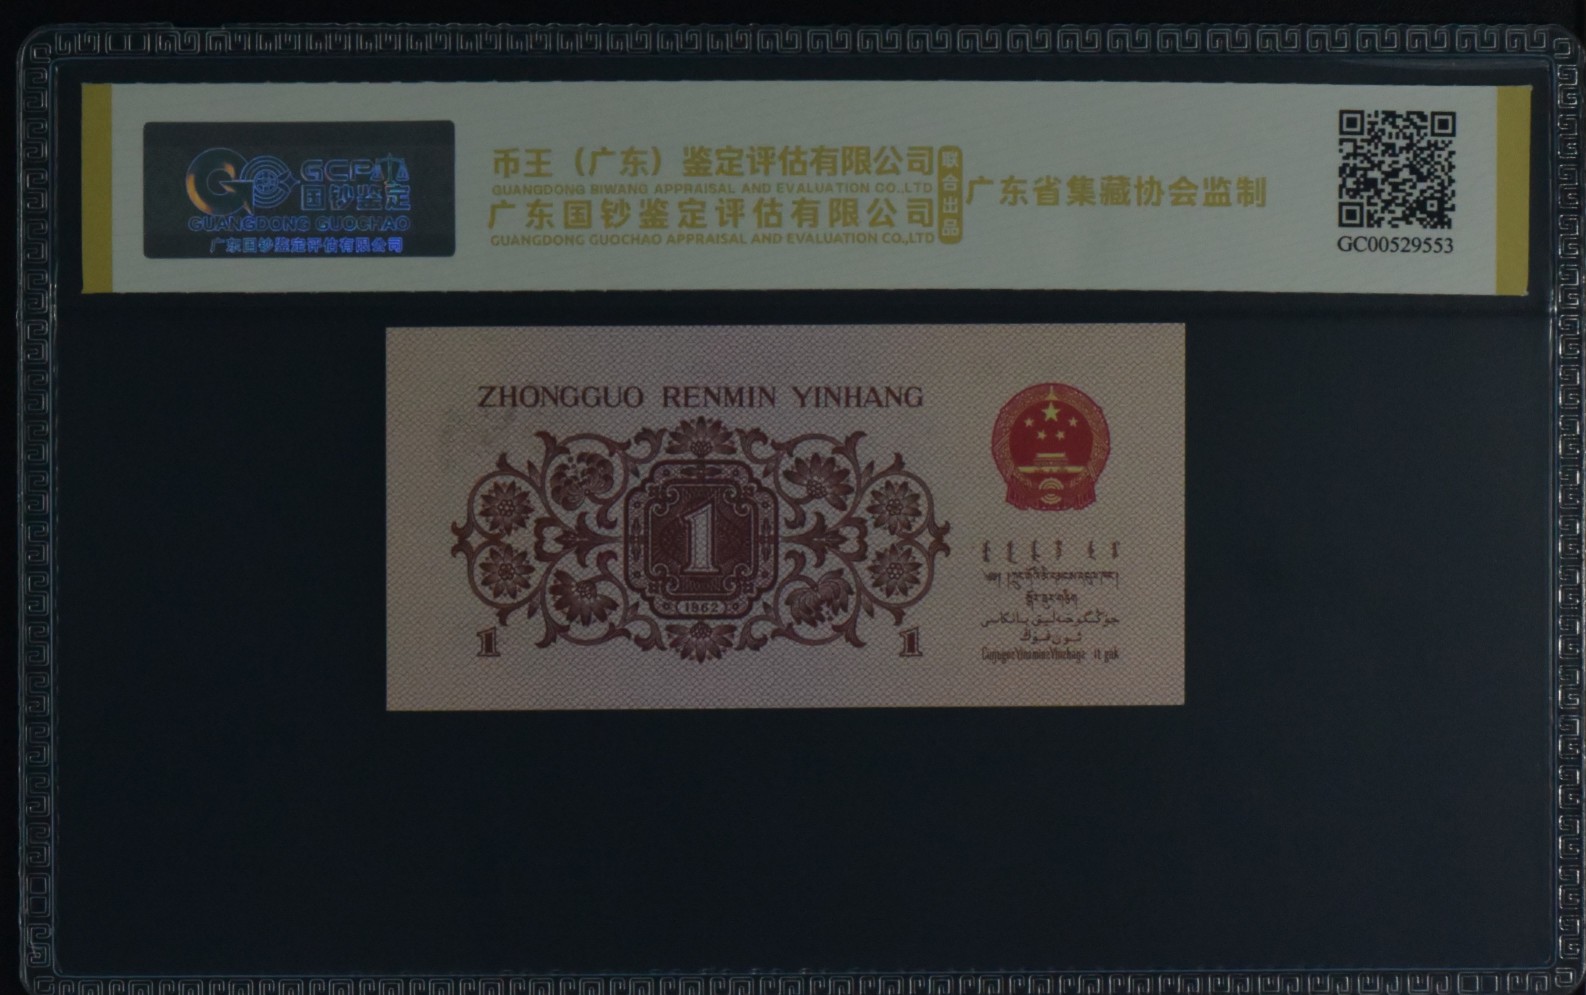 GCPA
国钞鉴定
GUANGDONG GUOCHAO
广东国钞鉴定评估有限公司
币王（广东）鉴定评估有限公司
GUANGDONG BIWANG APPRAISAL AND EVALUATION CO.,LTD
广东国钞鉴定评估有限公司
GUANGDONG GUOCHAO APPRAISAL AND EVALUATION CO.,LTD
联合出品
广东省集藏协会监制
GC00529553
ZHONGGUO RENMIN YINHANG
1
(1962)
1
1
جۇڭگو خەلىق بانكاسى